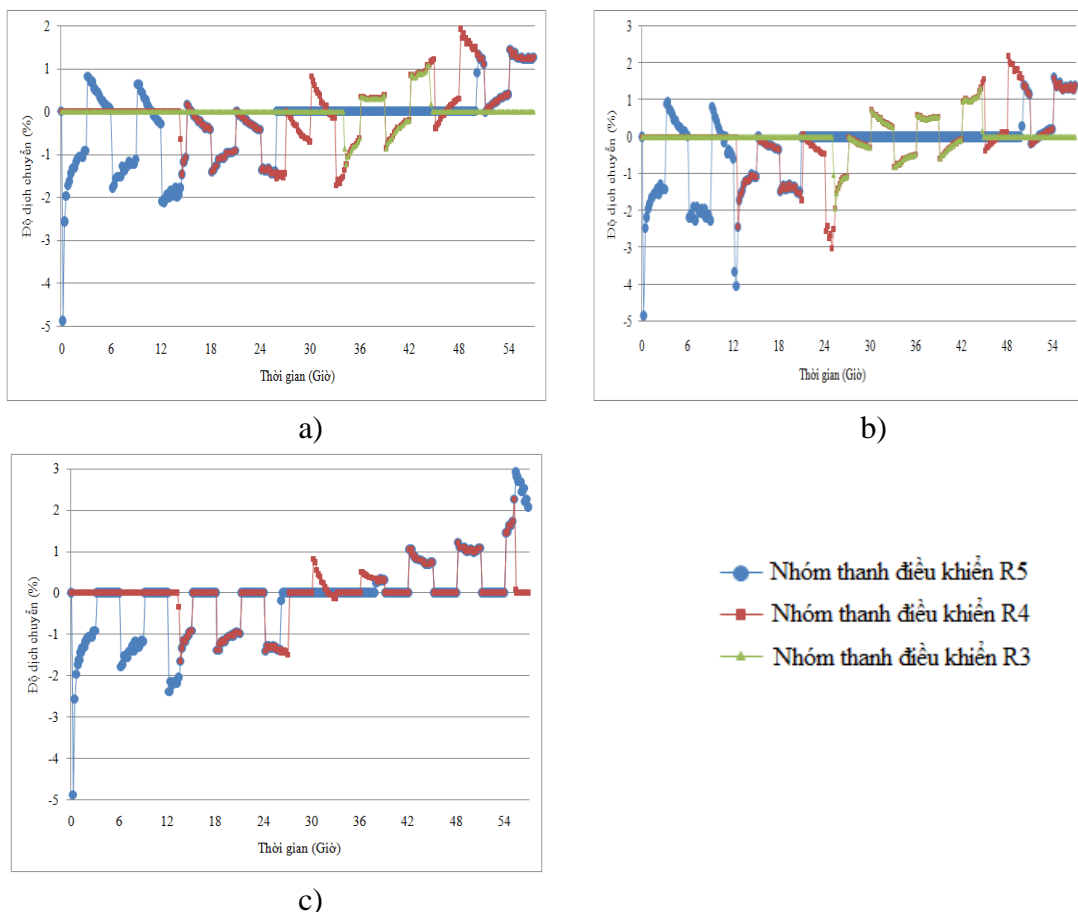 2
1
0
-1
-2
-3
-4
-5
Độ dịch chuyển (%)
0 6 12 18 24 30 36 42 48 54
Thời gian (Giờ)
a)
3
2
1
0
-1
-2
-3
-4
-5
Độ dịch chuyển (%)
0 6 12 18 24 30 36 42 48 54
Thời gian (Giờ)
b)
3
2
1
0
-1
-2
-3
-4
-5
Độ dịch chuyển (%)
0 6 12 18 24 30 36 42 48 54
Thời gian (Giờ)
c)
Nhóm thanh điều khiển R5
Nhóm thanh điều khiển R4
Nhóm thanh điều khiển R3